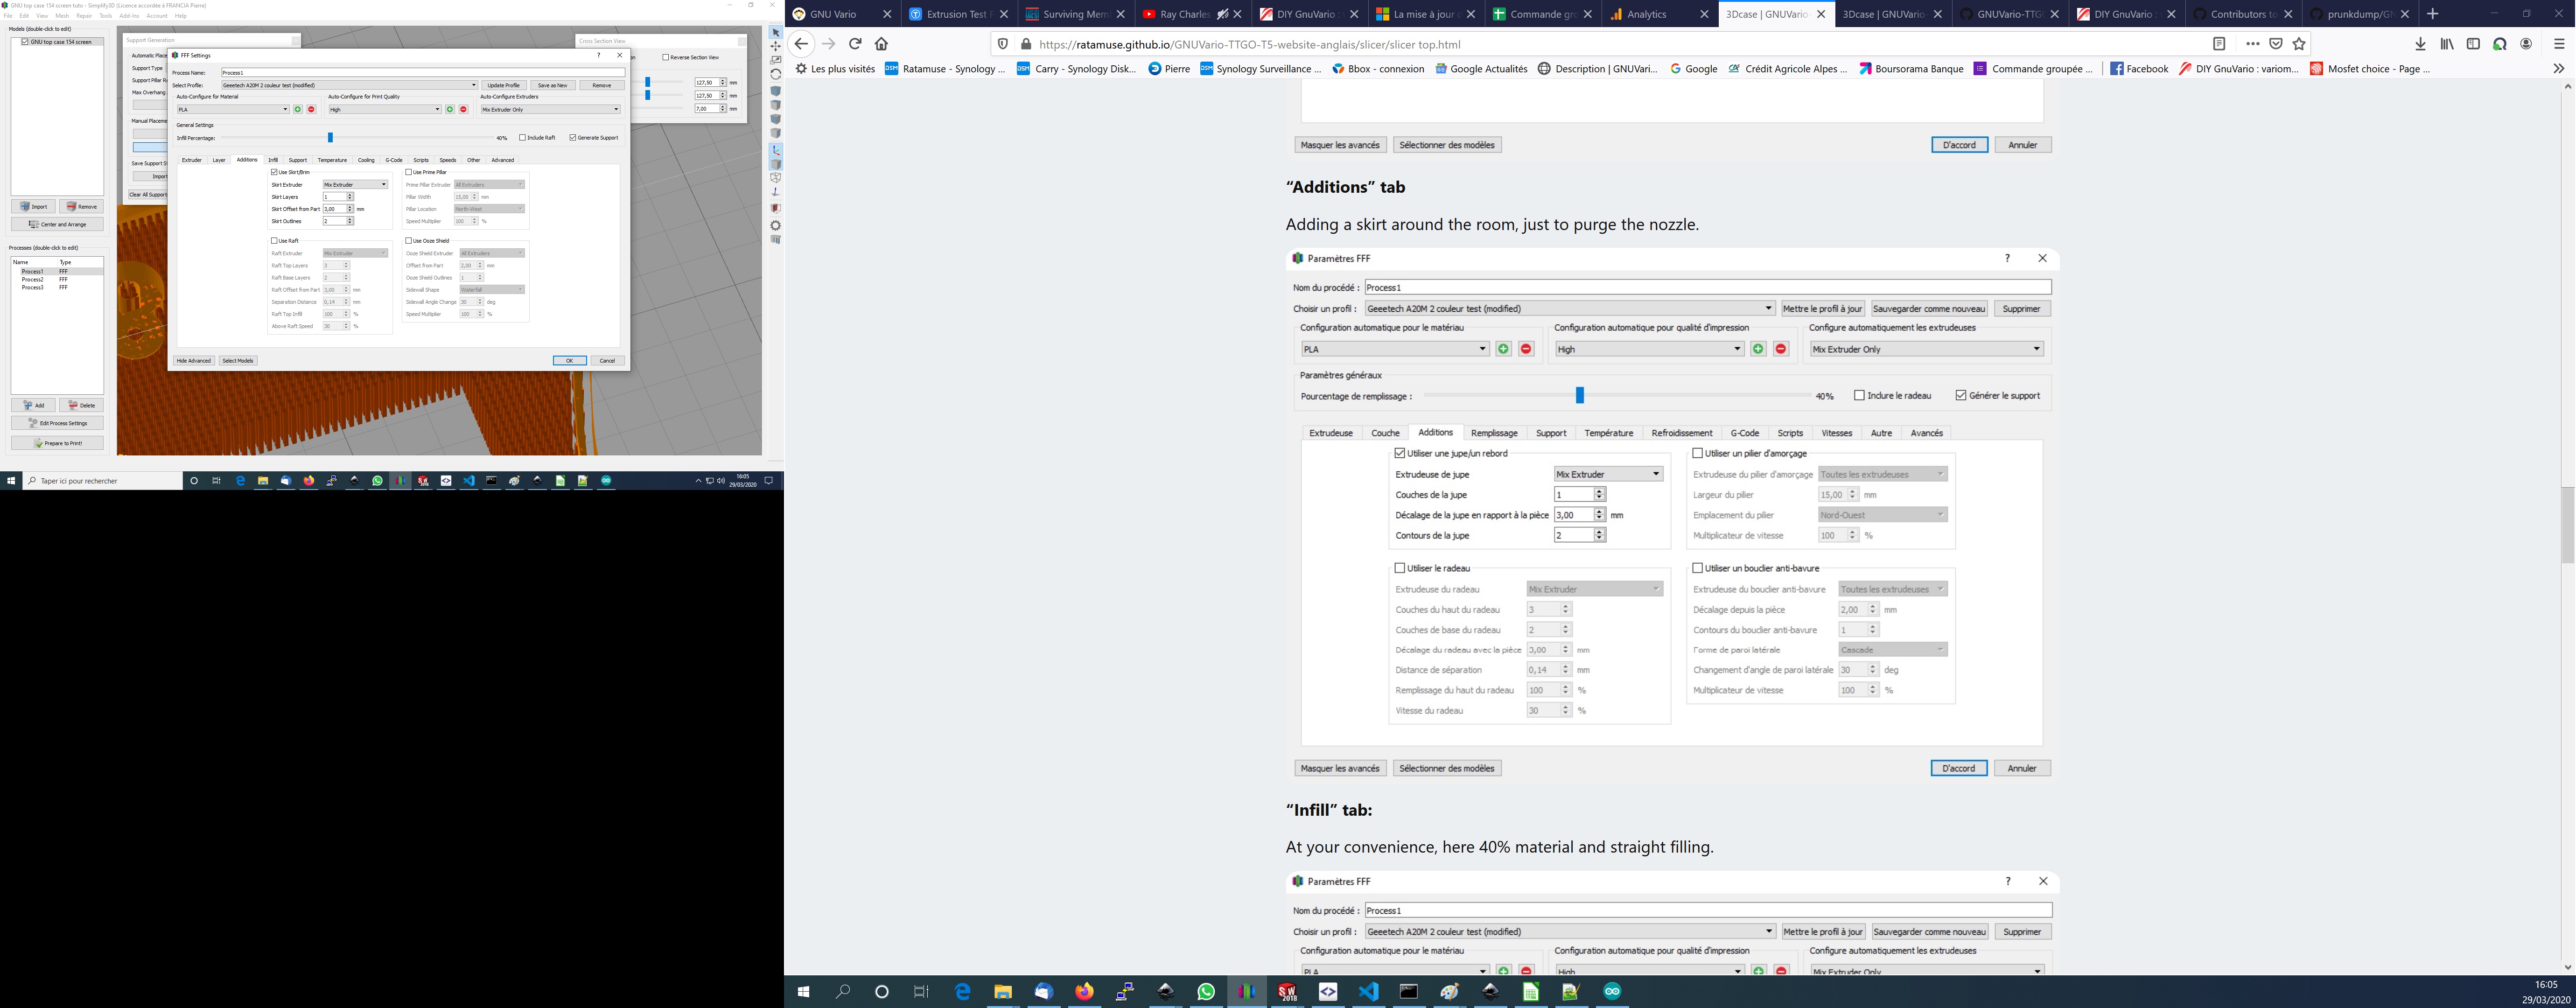 GNU top case 154 screen tuto - Simplify3D (Licence accordée à FRANCIA Pierre)
File Edit View Mesh Repair Tools Add-Ins Account Help
Models (double-click to edit)
GNU top case 154 screen
Import Remove
Center and Arrange
Processes (double-click to edit)
Name Type
Process1 FFF
Process2 FFF
Process3 FFF
Add Delete
Edit Process Settings
Prepare to Print!
Support Generation
Support Type
Max Overhang
Clear All Support
Cross Section View
Reverse Section View
127,50 mm
127,50 mm
7,00 mm
FFF Settings
Process Name: Process1
Select Profile: Geeetech A20M 2 couleur test (modified) Update Profile Save as New Remove
Auto-Configure for Material Auto-Configure for Print Quality Auto-Configure Extruders
PLA High Mix Extruder Only
General Settings
Infill Percentage: 40% Include Raft Generate Support
Extruder Layer Additions Infill Support Temperature Cooling G-Code Scripts Speeds Other Advanced
Use Skirt/Brim
Skirt Extruder Mix Extruder
Skirt Layers 1
Skirt Offset from Part 3,00 mm
Skirt Outlines 2
Use Prime Pillar
Prime Pillar Extruder All Extruders
Pillar Width 15,00 mm
Pillar Location North-West
Speed Multiplier 100 %
Use Raft
Raft Extruder Mix Extruder
Raft Top Layers 3
Raft Base Layers 2
Raft Offset from Part 3,00 mm
Separation Distance 0,14 mm
Raft Top Infill 100 %
Above Raft Speed 30 %
Use Ooze Shield
Ooze Shield Extruder All Extruders
Offset from Part 2,00 mm
Ooze Shield Outlines 1
Sidewall Shape Waterfall
Sidewall Angle Change 30 deg
Speed Multiplier 100 %
Hide Advanced Select Models OK Cancel
Taper ici pour rechercher
16:05
29/03/2020
GNU Vario Extrusion Test Surviving Ray Charles DIY GnuVario La mise à jour Commande Analytics 3Dcase | GNUVario 3Dcase | GNUVario GNUVario-TTGO DIY GnuVario Contributors to prunkdump/GN
https://ratamuse.github.io/GNUVario-TTGO-T5-website-anglais/slicer/slicer top.html
Les plus visités Ratamuse - Synology ... Carry - Synology Disk... Pierre Synology Surveillance ... Bbox - connexion Google Actualités Description | GNUVari... Google Crédit Agricole Alpes ... Boursorama Banque Commande groupée ... Facebook DIY GnuVario : variom... Mosfet choice - Page ...
Masquer les avancés Sélectionner des modèles D'accord Annuler
“Additions” tab
Adding a skirt around the room, just to purge the nozzle.
Paramètres FFF
Nom du procédé : Process1
Choisir un profil : Geeetech A20M 2 couleur test (modified) Mettre le profil à jour Sauvegarder comme nouveau Supprimer
Configuration automatique pour le matériau Configuration automatique pour qualité d'impression Configure automatiquement les extrudeuses
PLA High Mix Extruder Only
Paramètres généraux
Pourcentage de remplissage : 40% Inclure le radeau Générer le support
Extrudeuse Couche Additions Remplissage Support Température Refroidissement G-Code Scripts Vitesses Autre Avancés
Utiliser une jupe/un rebord
Extrudeuse de jupe Mix Extruder
Couches de la jupe 1
Décalage de la jupe en rapport à la pièce 3,00 mm
Contours de la jupe 2
Utiliser un pilier d'amorçage
Extrudeuse du pilier d'amorçage Toutes les extrudeuses
Largeur du pilier 15,00 mm
Emplacement du pilier Nord-Ouest
Multiplicateur de vitesse 100 %
Utiliser le radeau
Extrudeuse du radeau Mix Extruder
Couches du haut du radeau 3
Couches de base du radeau 2
Décalage du radeau avec la pièce 3,00 mm
Distance de séparation 0,14 mm
Remplissage du haut du radeau 100 %
Vitesse du radeau 30 %
Utiliser un bouclier anti-bavure
Extrudeuse du bouclier anti-bavure Toutes les extrudeuses
Décalage depuis la pièce 2,00 mm
Contours du bouclier anti-bavure 1
Forme de paroi latérale Cascade
Changement d'angle de paroi latérale 30 deg
Multiplicateur de vitesse 100 %
Masquer les avancés Sélectionner des modèles D'accord Annuler
“Infill” tab:
At your convenience, here 40% material and straight filling.
Paramètres FFF
Nom du procédé : Process1
Choisir un profil : Geeetech A20M 2 couleur test (modified) Mettre le profil à jour Sauvegarder comme nouveau Supprimer
Configuration automatique pour le matériau Configuration automatique pour qualité d'impression Configure automatiquement les extrudeuses
PLA High Mix Extruder Only
16:05
29/03/2020